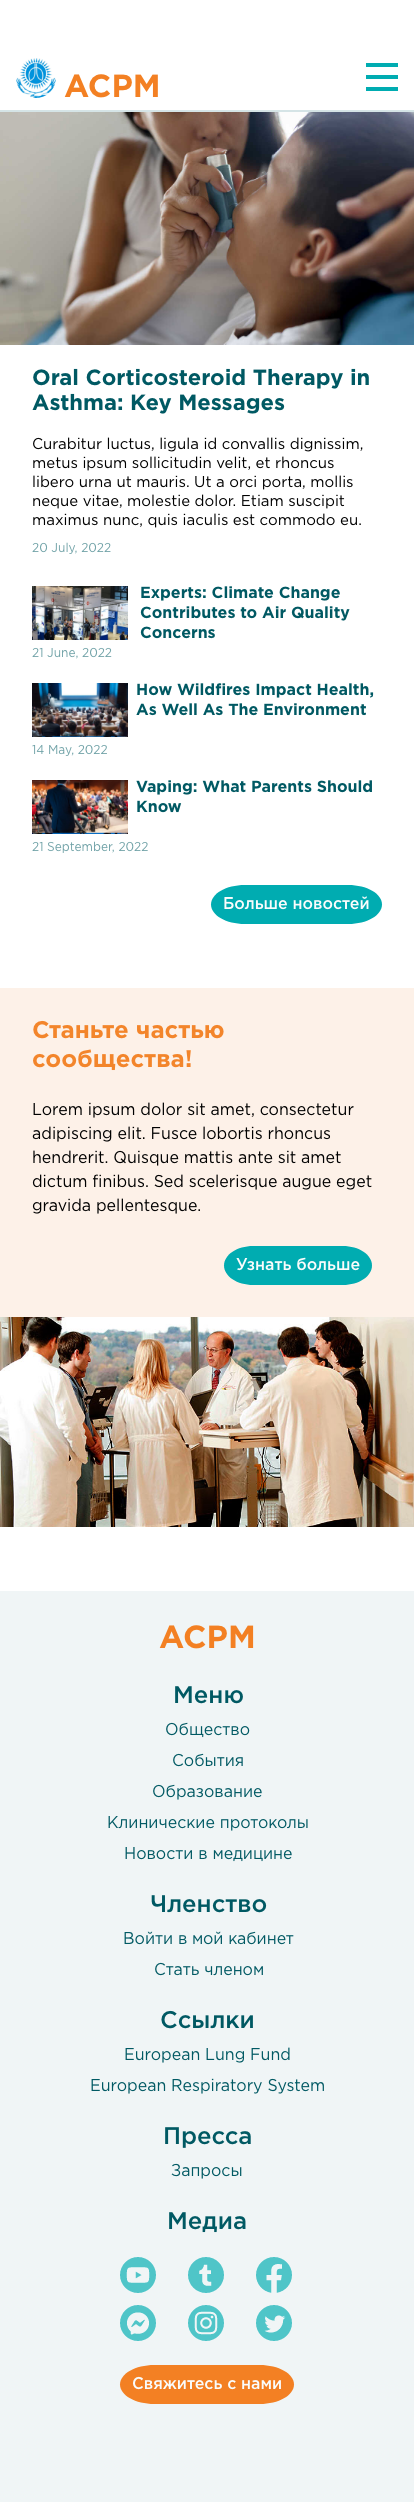 ACPM
Oral Corticosteroid Therapy in
Asthma: Key Messages
Curabitur luctus, ligula id convallis dignissim,
metus ipsum sollicitudin velit, et rhoncus
libero urna ut mauris. Ut a orci porta, mollis
neque vitae, molestie dolor. Etiam suscipit
maximus nunc, quis iaculis est commodo eu.
20 July, 2022
Experts: Climate Change
Contributes to Air Quality
Concerns
21 June, 2022
How Wildfires Impact Health,
As Well As The Environment
14 May, 2022
Vaping: What Parents Should
Know
21 September, 2022
Больше новостей
Станьте частью
сообщества!
Lorem ipsum dolor sit amet, consectetur
adipiscing elit. Fusce lobortis rhoncus
hendrerit. Quisque mattis ante sit amet
dictum finibus. Sed scelerisque augue eget
gravida pellentesque.
Узнать больше
ACPM
Меню
Общество
События
Образование
Клинические протоколы
Новости в медицине
Членство
Войти в мой кабинет
Стать членом
Ссылки
European Lung Fund
European Respiratory System
Пресса
Запросы
Медиа
Свяжитесь с нами